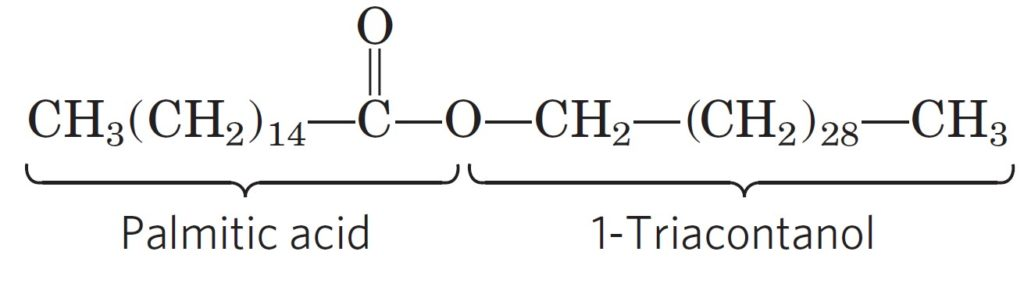 O
CH₃(CH₂)₁₄—C—O—CH₂—(CH₂)₂₈—CH₃
Palmitic acid 1-Triacontanol